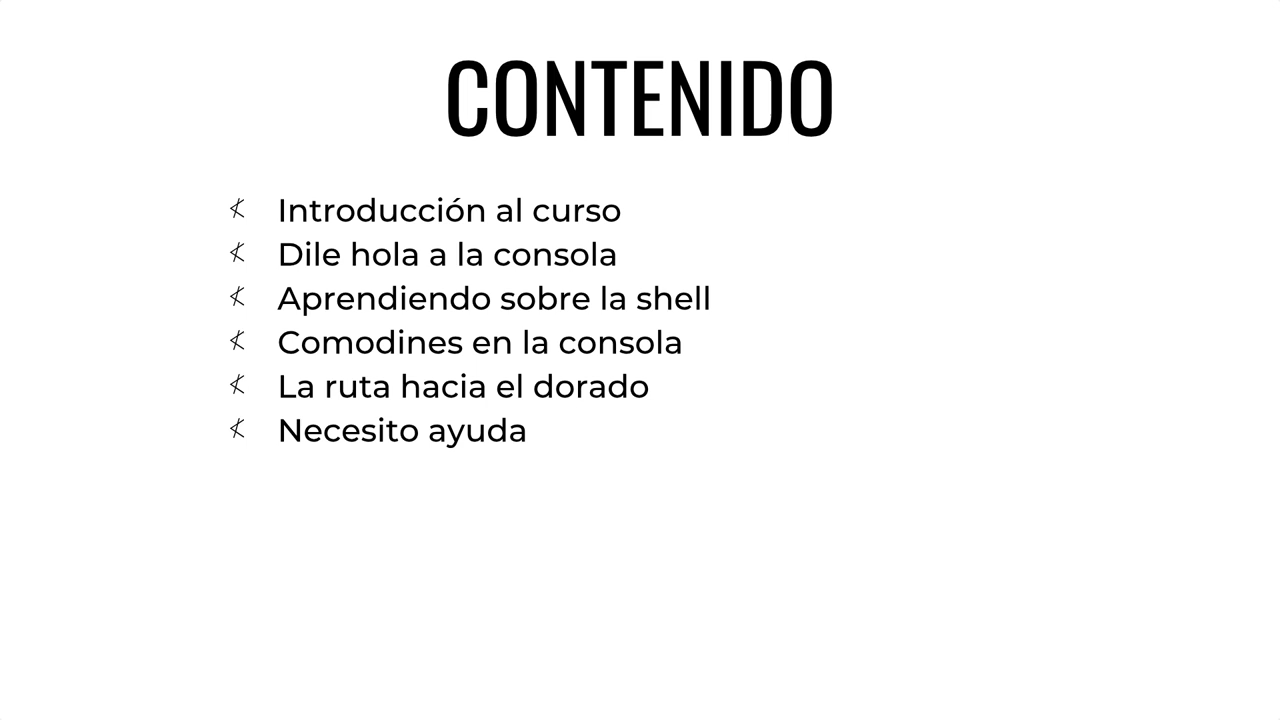 CONTENIDO
Introducción al curso
Dile hola a la consola
Aprendiendo sobre la shell
Comodines en la consola
La ruta hacia el dorado
Necesito ayuda